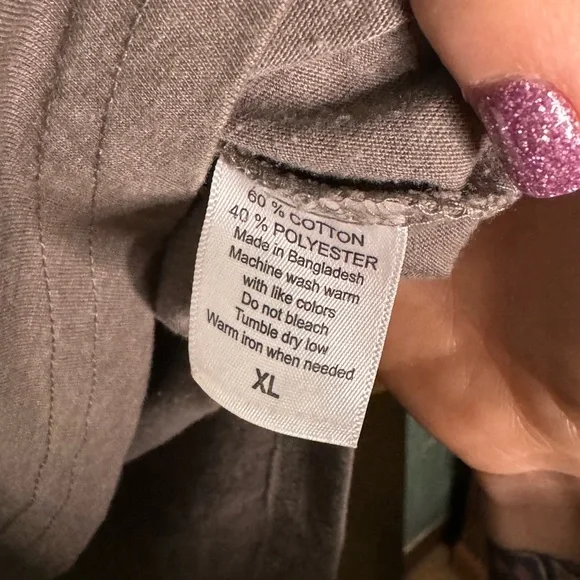 60 % COTTON
40 % POLYESTER
Made in Bangladesh
Machine wash warm
with like colors
Do not bleach
Tumble dry low
Warm iron when needed
XL